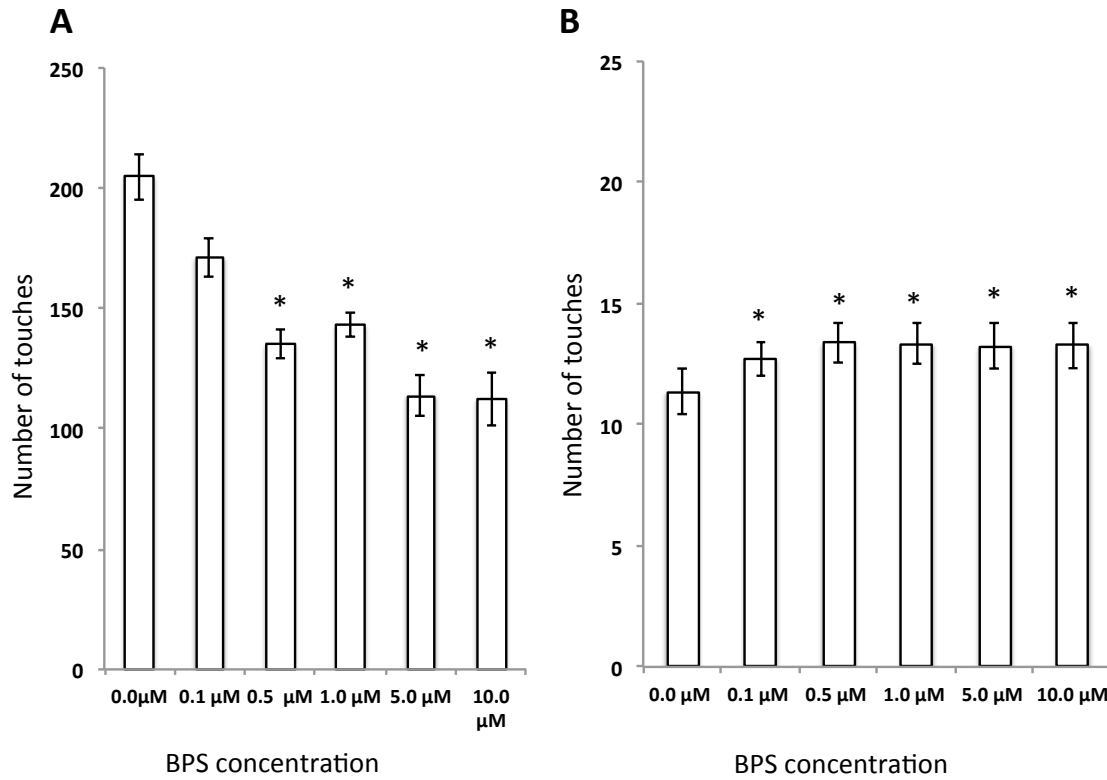 A
Number of touches
250
200
150
100
50
0
*
*
*
*
0.0μM 0.1 μM 0.5 μM 1.0 μM 5.0 μM 10.0
μM
BPS concentration
B
Number of touches
25
20
15
10
5
0
*
*
*
*
*
0.0 μM 0.1 μM 0.5 μM 1.0 μM 5.0 μM 10.0 μM
BPS concentration